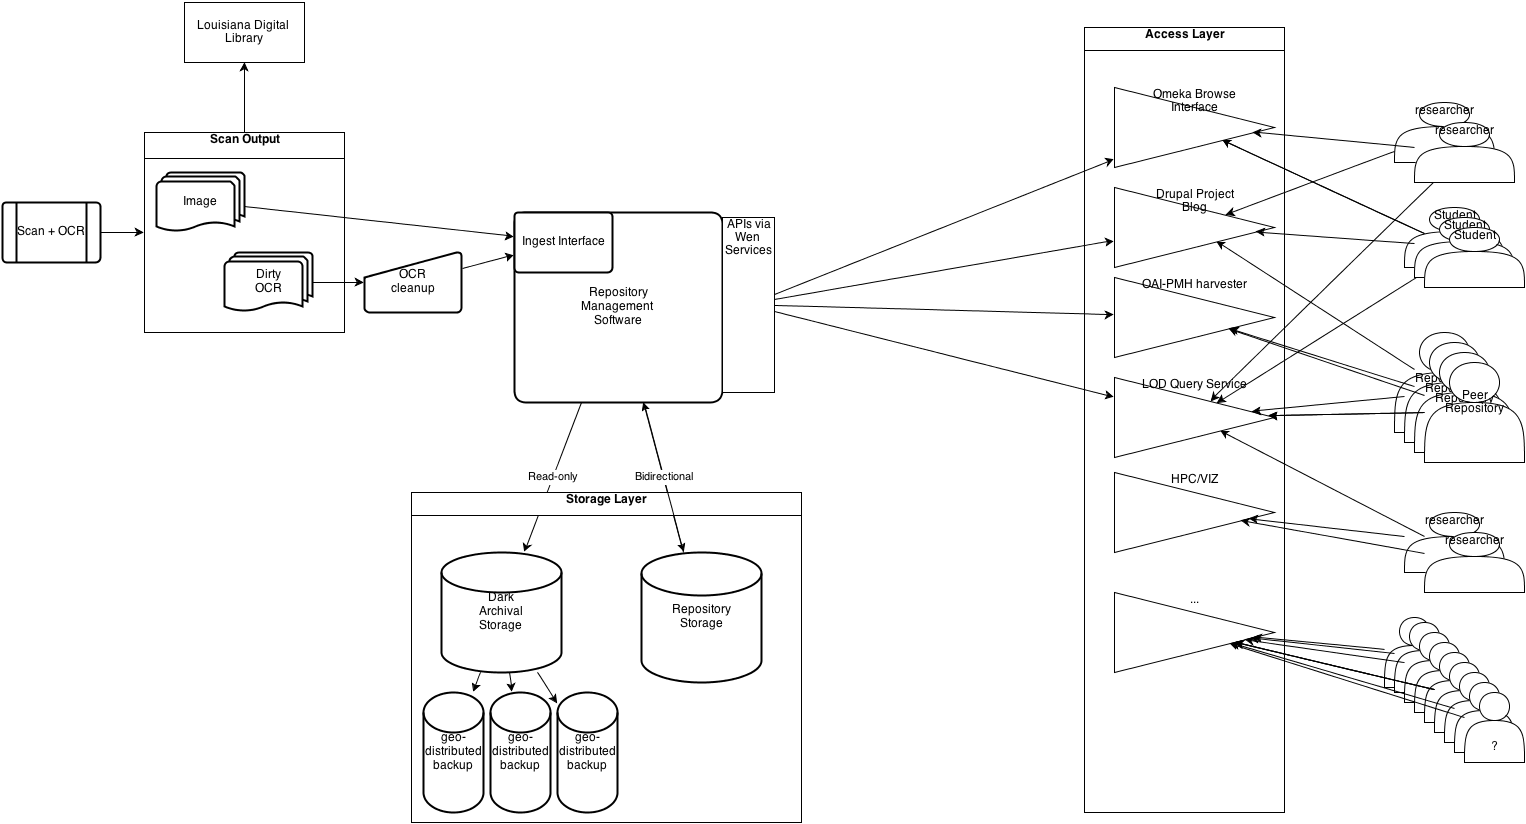 Louisiana Digital
Library
Scan Output
Image
Scan + OCR
Dirty
OCR
OCR
cleanup
Ingest Interface
Repository
Management
Software
APIs via
Wen
Services
Read-only
Bidirectional
Storage Layer
Dark
Archival
Storage
Repository
Storage
geo-
distributed
backup
geo-
distributed
backup
geo-
distributed
backup
Access Layer
Omeka Browse
Interface
Drupal Project
Blog
OAI-PMH harvester
LOD Query Service
HPC/VIZ
...
researcher
researcher
Student
Student
Student
Peer
Repository
researcher
researcher
?